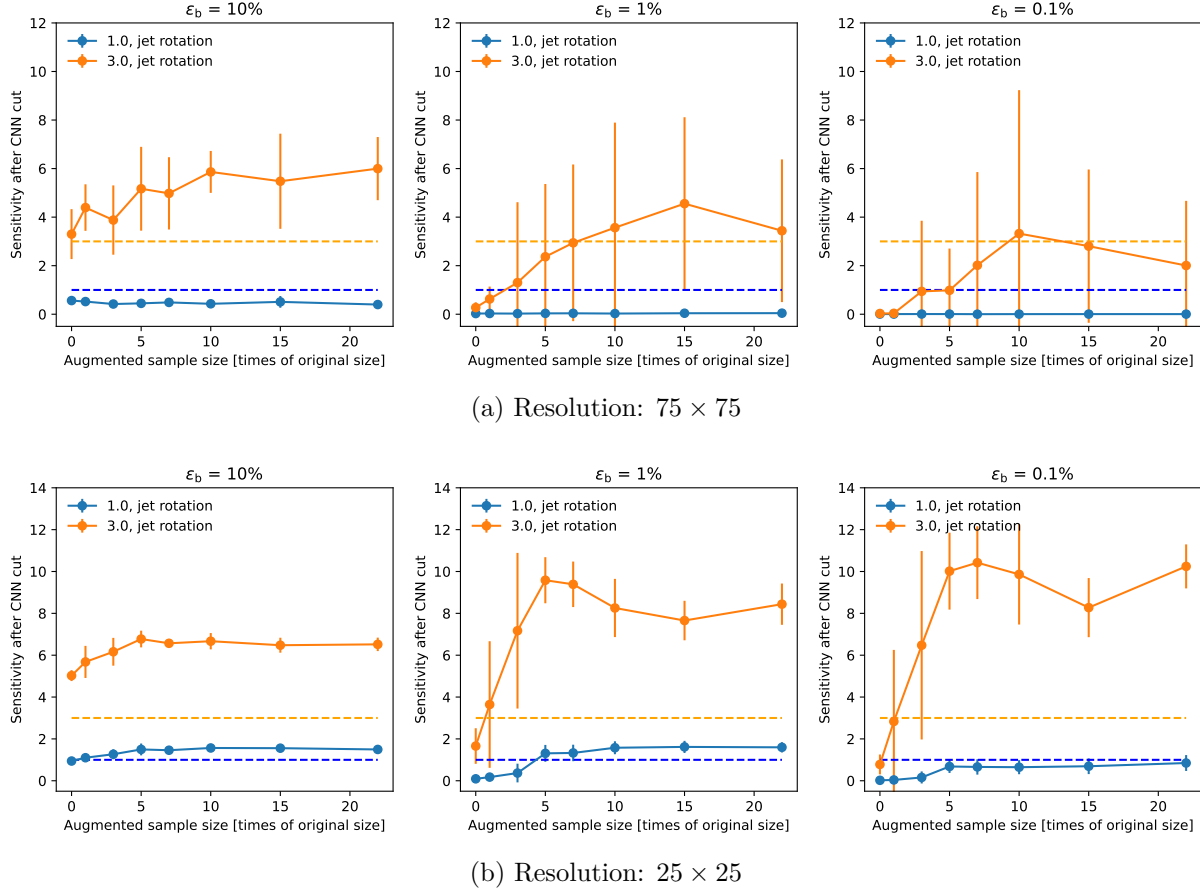 ε_b = 10%
12
10
8
6
4
2
0
Sensitivity after CNN cut
1.0, jet rotation
3.0, jet rotation
0 5 10 15 20
Augmented sample size [times of original size]
ε_b = 1%
12
10
8
6
4
2
0
Sensitivity after CNN cut
1.0, jet rotation
3.0, jet rotation
0 5 10 15 20
Augmented sample size [times of original size]
ε_b = 0.1%
12
10
8
6
4
2
0
Sensitivity after CNN cut
1.0, jet rotation
3.0, jet rotation
0 5 10 15 20
Augmented sample size [times of original size]
(a) Resolution: 75 × 75
ε_b = 10%
14
12
10
8
6
4
2
0
Sensitivity after CNN cut
1.0, jet rotation
3.0, jet rotation
0 5 10 15 20
Augmented sample size [times of original size]
ε_b = 1%
14
12
10
8
6
4
2
0
Sensitivity after CNN cut
1.0, jet rotation
3.0, jet rotation
0 5 10 15 20
Augmented sample size [times of original size]
ε_b = 0.1%
14
12
10
8
6
4
2
0
Sensitivity after CNN cut
1.0, jet rotation
3.0, jet rotation
0 5 10 15 20
Augmented sample size [times of original size]
(b) Resolution: 25 × 25